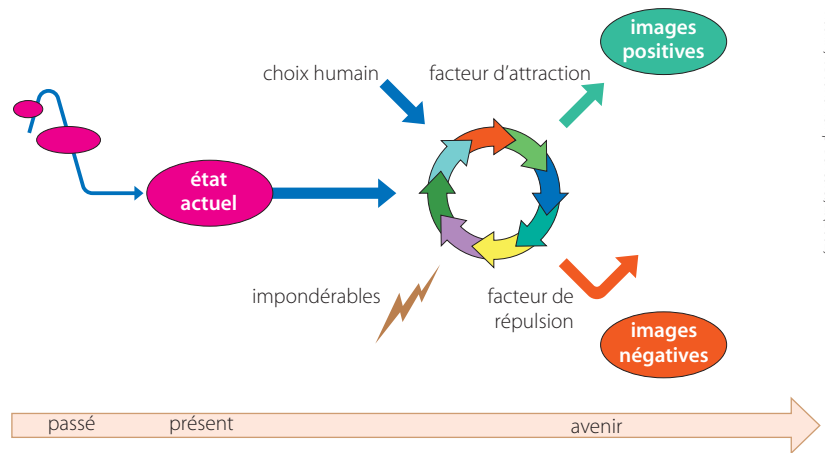 images
positives
choix humain
facteur d'attraction
état
actuel
impondérables
facteur de
répulsion
images
négatives
passé
présent
avenir